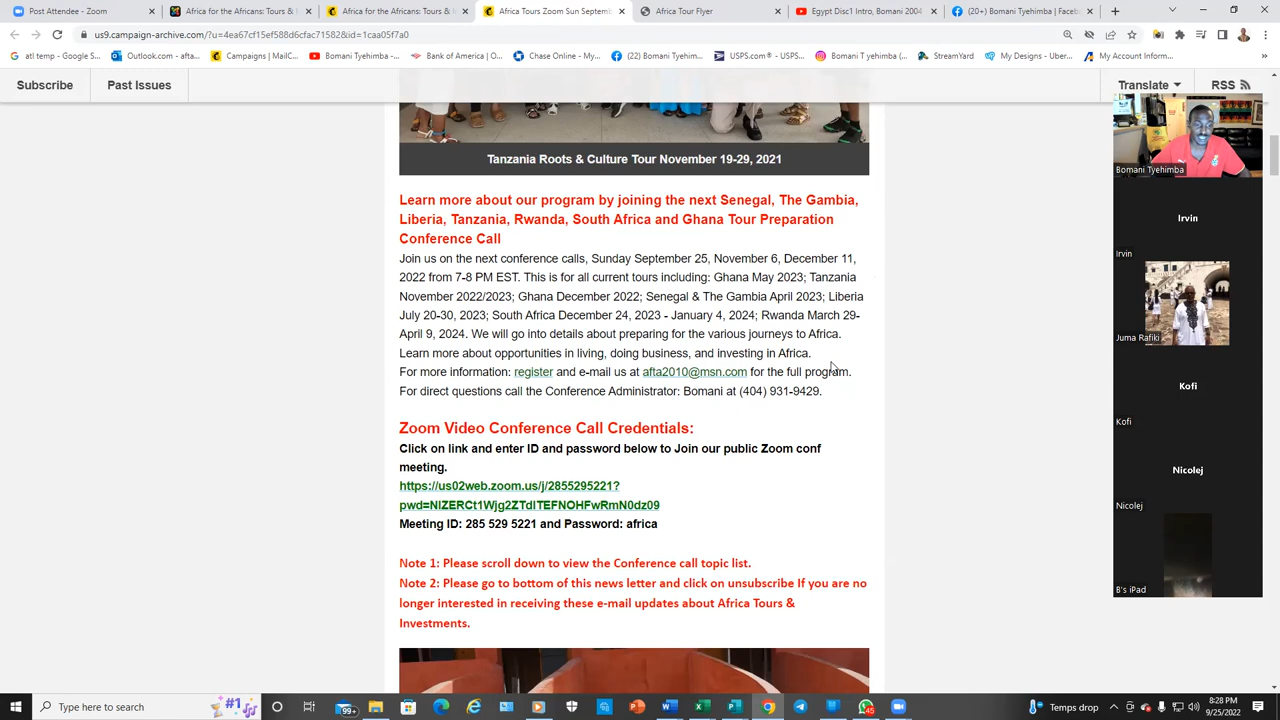 Post Attendee - Zoom
Africa for the Africans: Tours & I
Africa for the Africans: Tours & I
Africa Tours Zoom Sun Septemb
Africa Tour Flyer
Egypt Disc1 Intro, Bomani 2004
(20+) Bomani Tyehimba | Faceb
us9.campaign-archive.com/?u=4ea67cf15ef588d6cfac71582&id=1caa05f7a0
atl temp - Google S...
Outlook.com - afta...
Campaigns | MailC...
Bomani Tyehimba -...
Bank of America | O...
Chase Online - My...
(2) Bomani Tyehimb...
USPS.com® - USPS...
Bomani T yehimba (...
StreamYard
My Designs - Uber...
My Account Inform...
Subscribe
Past Issues
Translate
RSS
Tanzania Roots & Culture Tour November 19-29, 2021
Learn more about our program by joining the next Senegal, The Gambia,
Liberia, Tanzania, Rwanda, South Africa and Ghana Tour Preparation
Conference Call
Join us on the next conference calls, Sunday September 25, November 6, December 11,
2022 from 7-8 PM EST. This is for all current tours including: Ghana May 2023; Tanzania
November 2022/2023; Ghana December 2022; Senegal & The Gambia April 2023; Liberia
July 20-30, 2023; South Africa December 24, 2023 - January 4, 2024; Rwanda March 29-
April 9, 2024. We will go into details about preparing for the various journeys to Africa.
Learn more about opportunities in living, doing business, and investing in Africa.
For more information: register and e-mail us at afta2010@msn.com for the full program.
For direct questions call the Conference Administrator: Bomani at (404) 931-9429.
Zoom Video Conference Call Credentials:
Click on link and enter ID and password below to Join our public Zoom conf
meeting.
https://us02web.zoom.us/j/2855295221?
pwd=NlZERCt1Wjg2ZTdITEFNOHFwRmN0dz09
Meeting ID: 285 529 5221 and Password: africa
Note 1: Please scroll down to view the Conference call topic list.
Note 2: Please go to bottom of this news letter and click on unsubscribe If you are no
longer interested in receiving these e-mail updates about Africa Tours &
Investments.
Bomani Tyehimba
Irvin
Irvin
Juma Rafiki
Kofi
Kofi
Nicolej
Nicolej
B's iPad
Type here to search
#1
99+
45
Temps drop
8:28 PM
9/25/2022